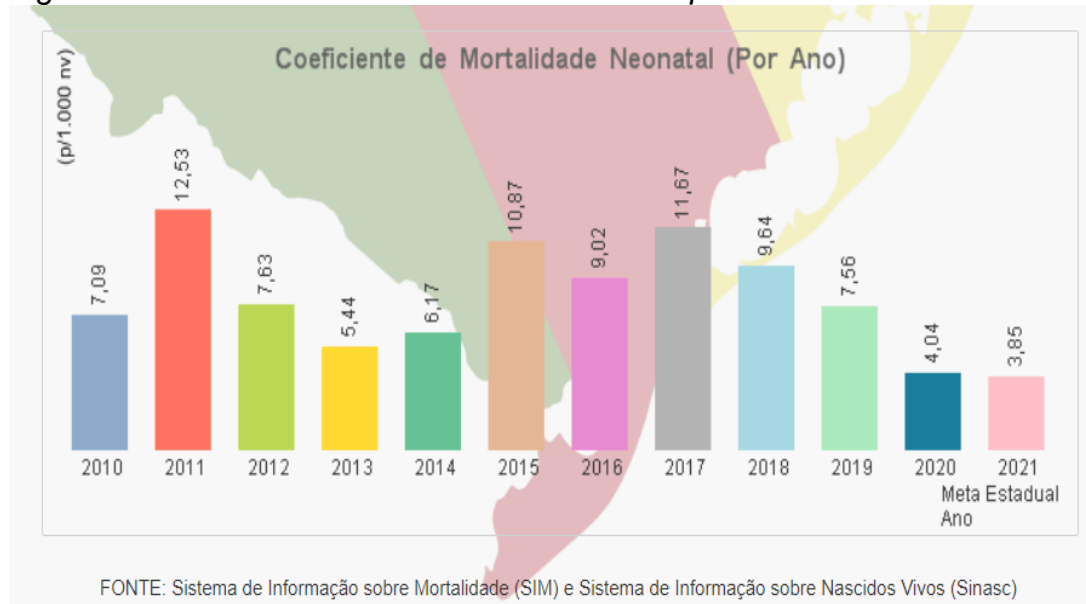 Coeficiente de Mortalidade Neonatal (Por Ano)
(p/1.000 nv)
7,09
12,53
7,63
5,44
6,17
10,87
9,02
11,67
9,64
7,56
4,04
3,85
2010 2011 2012 2013 2014 2015 2016 2017 2018 2019 2020 2021
Meta Estadual
Ano
FONTE: Sistema de Informação sobre Mortalidade (SIM) e Sistema de Informação sobre Nascidos Vivos (Sinasc)